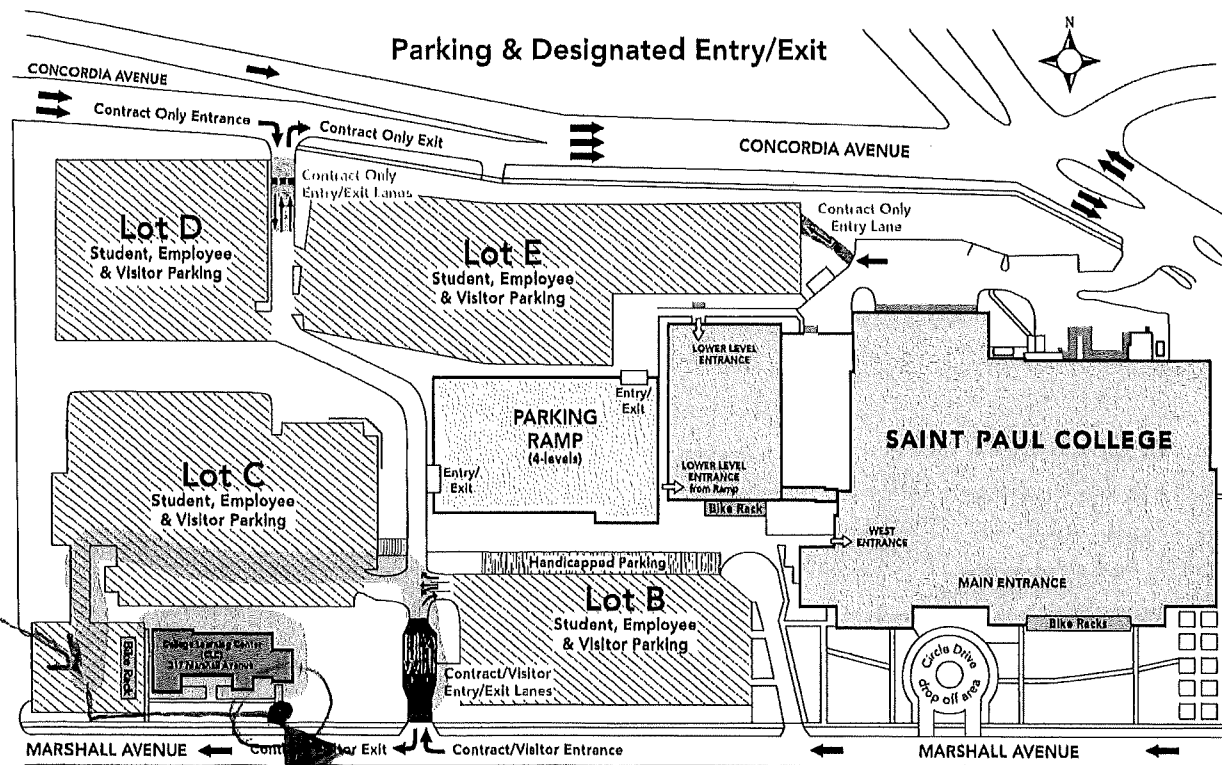 N
Parking & Designated Entry/Exit
CONCORDIA AVENUE
Contract Only Entrance
Contract Only Exit
CONCORDIA AVENUE
Contract Only
Entry/Exit Lanes
Contract Only
Entry Lane
Lot D
Student, Employee
& Visitor Parking
Lot E
Student, Employee
& Visitor Parking
LOWER LEVEL
ENTRANCE
Entry/
Exit
PARKING
RAMP
(4-levels)
SAINT PAUL COLLEGE
Lot C
Student, Employee
& Visitor Parking
Entry/
Exit
LOWER LEVEL
ENTRANCE
from Ramp
Bike Rack
WEST
ENTRANCE
Handicapped Parking
MAIN ENTRANCE
Lot B
Student, Employee
& Visitor Parking
Bike Racks
Bike Rack
Contract/Visitor
Entry/Exit Lanes
Circle Drive
drop off area
MARSHALL AVENUE
Exit
Contract/Visitor Entrance
MARSHALL AVENUE